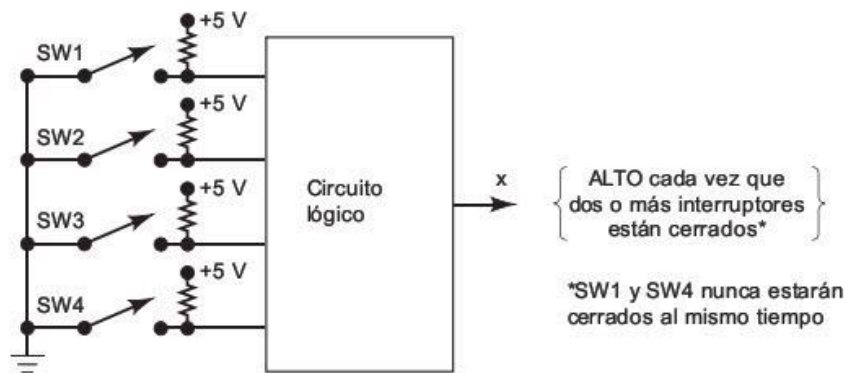 +5 V
SW1
+5 V
SW2
+5 V
SW3
+5 V
SW4
Circuito
lógico
x
ALTO cada vez que
dos o más interruptores
están cerrados*
*SW1 y SW4 nunca estarán
cerrados al mismo tiempo